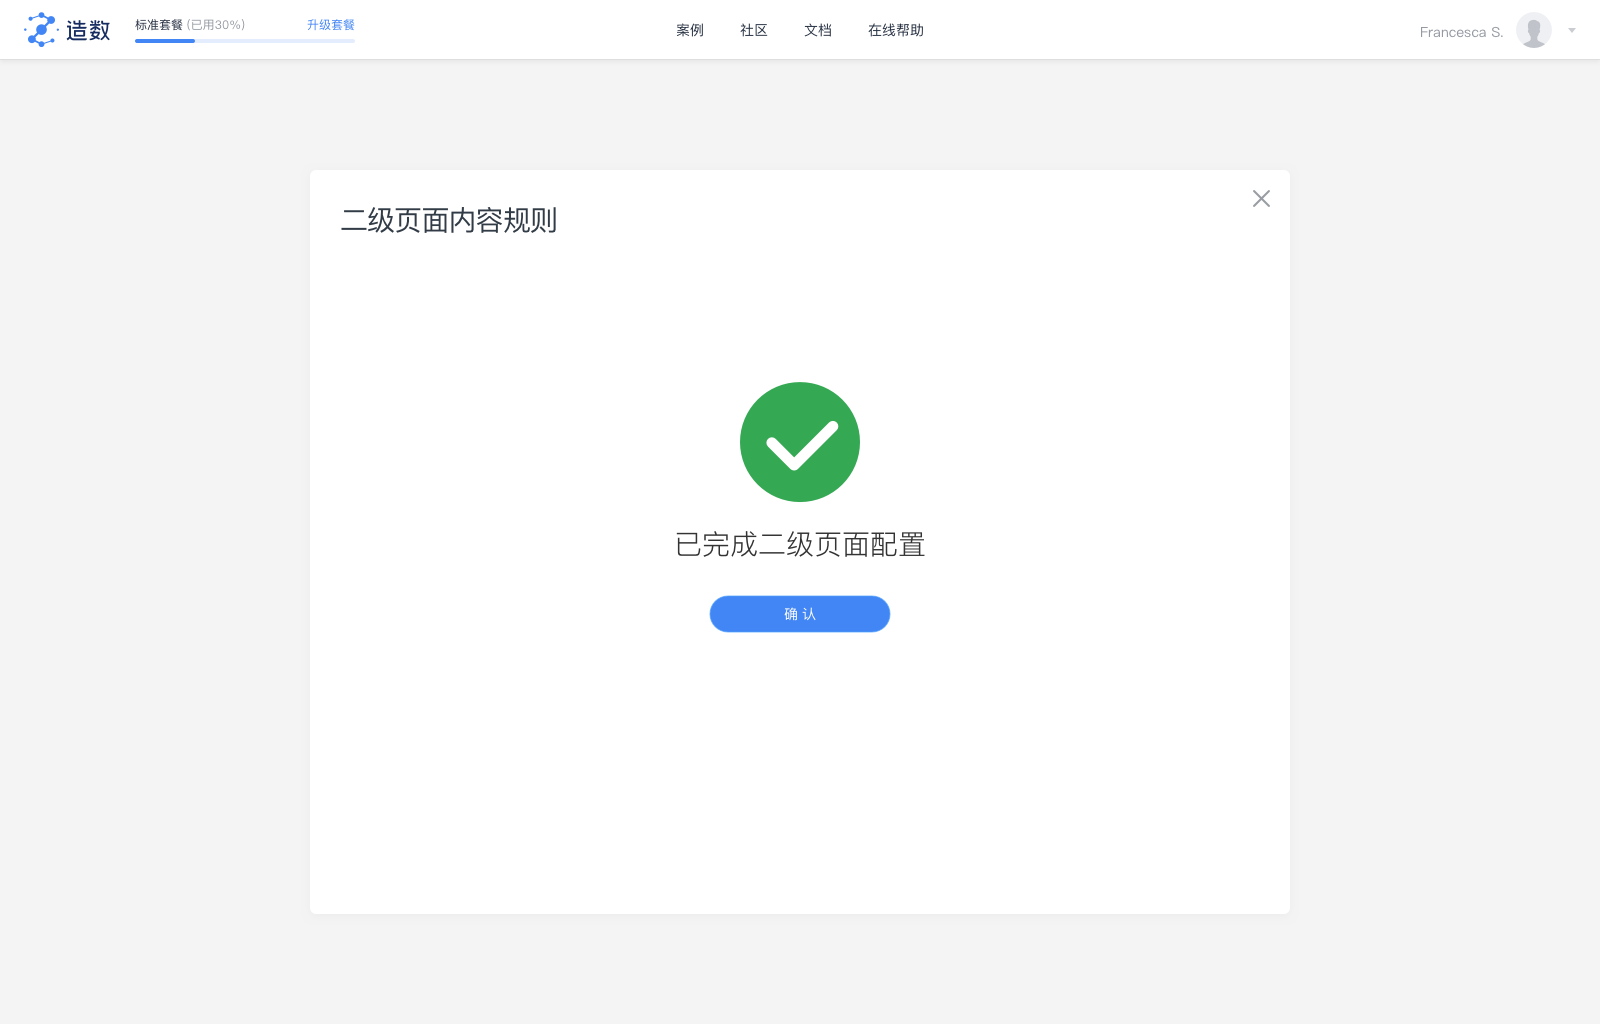 造数
标准套餐 (已用30%)
升级套餐
案例
社区
文档
在线帮助
Francesca S.
二级页面内容规则
已完成二级页面配置
确 认